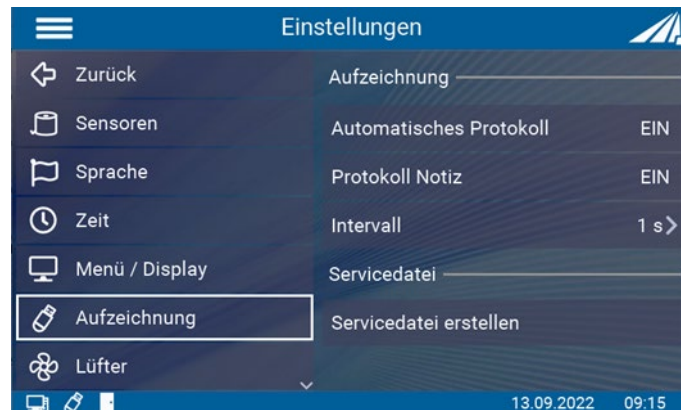 Einstellungen
Zurück
Sensoren
Sprache
Zeit
Menü / Display
Aufzeichnung
Lüfter
Aufzeichnung
Automatisches Protokoll EIN
Protokoll Notiz EIN
Intervall 1 s
Servicedatei
Servicedatei erstellen
13.09.2022 09:15